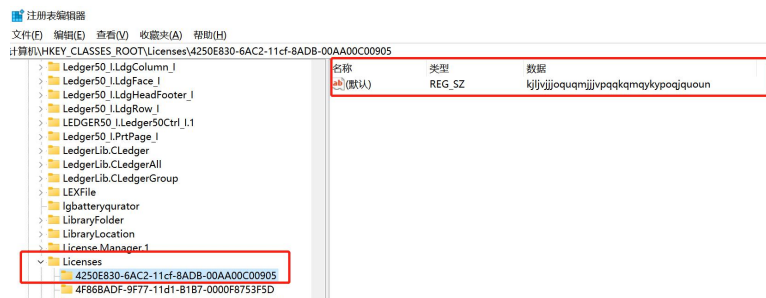 注册表编辑器
文件(F) 编辑(E) 查看(V) 收藏夹(A) 帮助(H)
计算机\HKEY_CLASSES_ROOT\Licenses\4250E830-6AC2-11cf-8ADB-00AA00C00905
Ledger50_I.LdgColumn_I
Ledger50_I.LdgFace_I
Ledger50_I.LdgHeadFooter_I
Ledger50_I.LdgRow_I
LEDGER50_I.Ledger50Ctrl_I.1
Ledger50_I.PrtPage_I
LedgerLib.CLedger
LedgerLib.CLedgerAll
LedgerLib.CLedgerGroup
LEXFile
lgbatteryqurator
LibraryFolder
LibraryLocation
License.Manager.1
Licenses
4250E830-6AC2-11cf-8ADB-00AA00C00905
4F86BADF-9F77-11d1-B1B7-0000F8753F5D
名称 类型 数据
ab (默认) REG_SZ kjljvjjjoquqmjjjvpqqkqmqykypoqjquoun